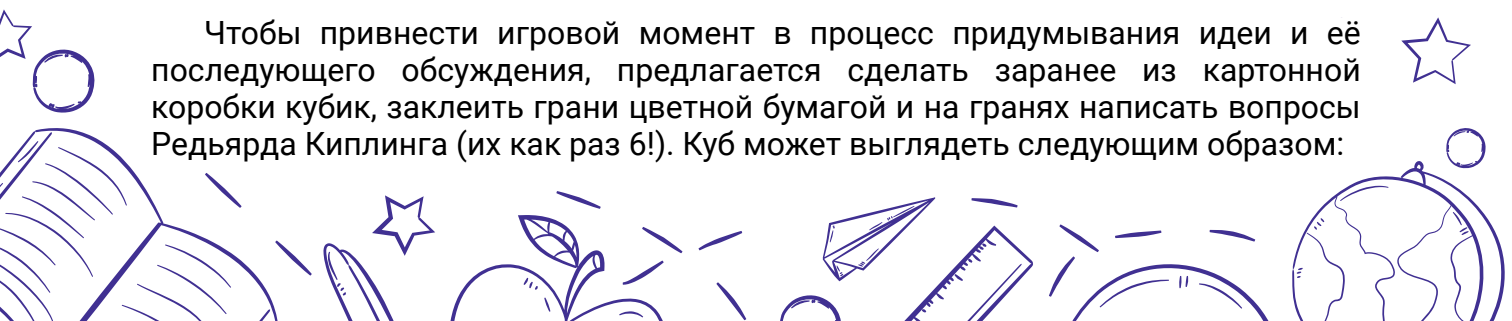 Чтобы привнести игровой момент в процесс придумывания идеи и её
последующего обсуждения, предлагается сделать заранее из картонной
коробки кубик, заклеить грани цветной бумагой и на гранях написать вопросы
Редьярда Киплинга (их как раз 6!). Куб может выглядеть следующим образом: